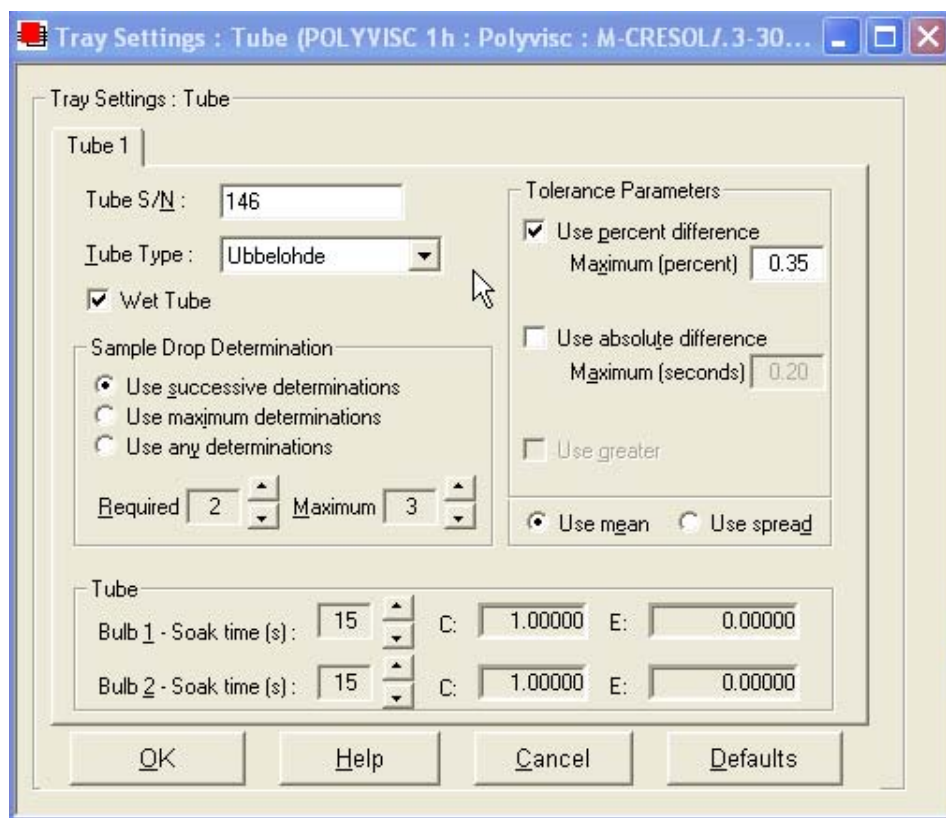 Tray Settings : Tube (POLYVISC 1h : Polyvisc : M-CRESOL/.3-30...
Tray Settings : Tube
Tube 1
Tube S/N : 146
Tube Type : Ubbelohde
Wet Tube
Sample Drop Determination
Use successive determinations
Use maximum determinations
Use any determinations
Required 2 Maximum 3
Tolerance Parameters
Use percent difference
Maximum (percent) 0.35
Use absolute difference
Maximum (seconds) 0.20
Use greater
Use mean Use spread
Tube
Bulb 1 - Soak time (s) : 15 C: 1.00000 E: 0.00000
Bulb 2 - Soak time (s) : 15 C: 1.00000 E: 0.00000
OK Help Cancel Defaults